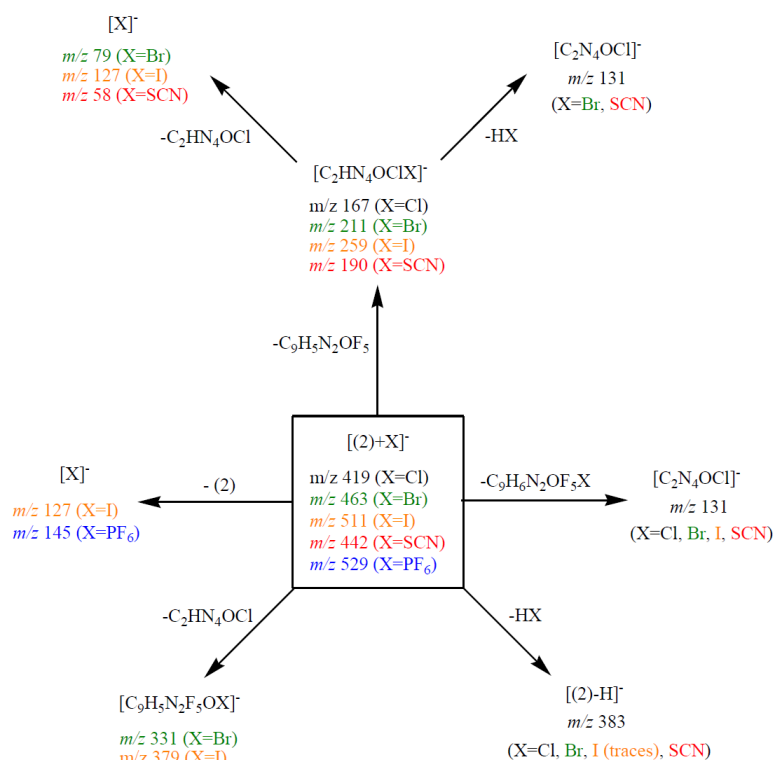 [X]⁻
m/z 79 (X=Br)
m/z 127 (X=I)
m/z 58 (X=SCN)
[C₂N₄OCl]⁻
m/z 131
(X=Br, SCN)
-C₂HN₄OCl
-HX
[C₂HN₄OClX]⁻
m/z 167 (X=Cl)
m/z 211 (X=Br)
m/z 259 (X=I)
m/z 190 (X=SCN)
-C₉H₅N₂OF₅
[X]⁻
m/z 127 (X=I)
m/z 145 (X=PF₆)
- (2)
[(2)+X]⁻
m/z 419 (X=Cl)
m/z 463 (X=Br)
m/z 511 (X=I)
m/z 442 (X=SCN)
m/z 529 (X=PF₆)
-C₉H₆N₂OF₅X
[C₂N₄OCl]⁻
m/z 131
(X=Cl, Br, I, SCN)
-C₂HN₄OCl
-HX
[C₉H₅N₂F₅OX]⁻
m/z 331 (X=Br)
m/z 379 (X=I)
[(2)-H]⁻
m/z 383
(X=Cl, Br, I (traces), SCN)